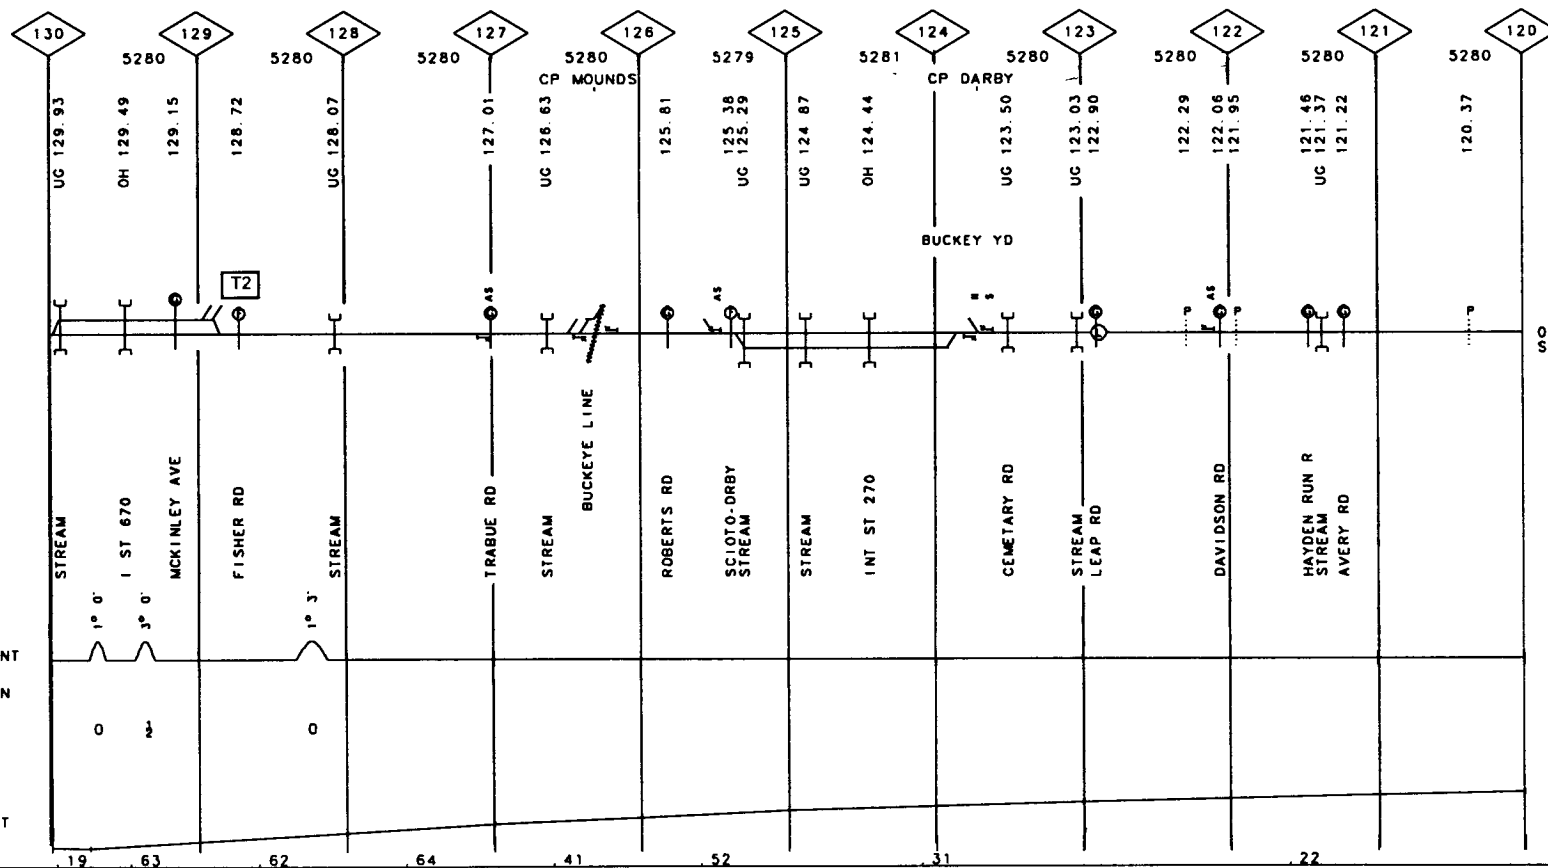 130 129 128 127 126 125 124 123 122 121 120
5280 5280 5280 5280 5279 5281 5280 5280 5280 5280
CP MOUNDS CP DARBY
UG 129.93
OH 129.49
129.15
128.72
UG 128.07
127.01
UG 126.63
125.81
125.38
UG 125.29
UG 124 87
OH 124.44
UG 123.50
UG 123.03
122.90
122.29
122.06
121.95
121.46
UG 121.37
121.22
120.37
BUCKEY YD
T2
AS
AS
N S
AS
P
P
P
O
S
STREAM
I ST 670
MCKINLEY AVE
FISHER RD
STREAM
TRABUE RD
STREAM
BUCKEYE LINE
ROBERTS RD
SCIOTO-DRBY
STREAM
STREAM
INT ST 270
CEMETARY RD
STREAM
LEAP RD
DAVIDSON RD
HAYDEN RUN R
STREAM
AVERY RD
1° 0'
3° 0'
1° 3'
NT
N
0 ½ 0
T
.19 .63 .62 .64 .41 .52 .31 .22